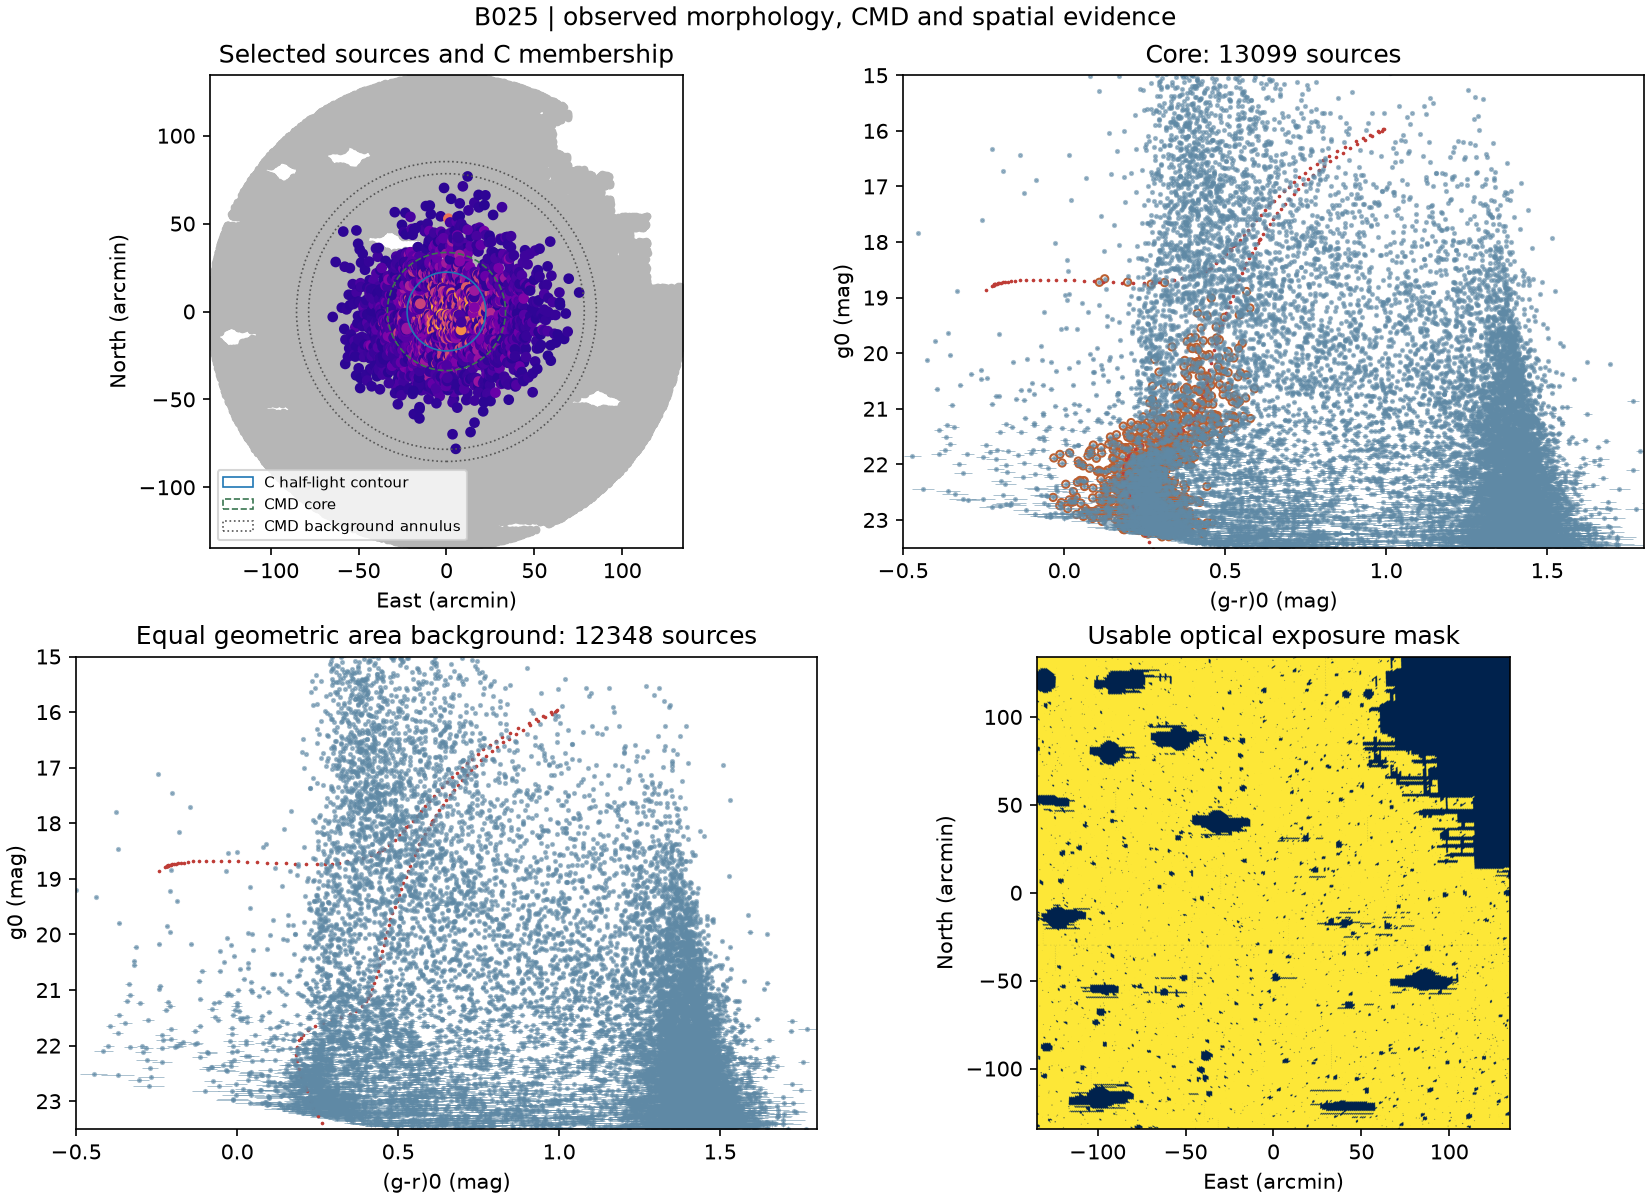 B025 | observed morphology, CMD and spatial evidence
Selected sources and C membership
North (arcmin)
100
50
0
−50
−100
C half-light contour
CMD core
CMD background annulus
−100 −50 0 50 100
East (arcmin)
Core: 13099 sources
g0 (mag)
15
16
17
18
19
20
21
22
23
−0.5 0.0 0.5 1.0 1.5
(g-r)0 (mag)
Equal geometric area background: 12348 sources
g0 (mag)
15
16
17
18
19
20
21
22
23
−0.5 0.0 0.5 1.0 1.5
(g-r)0 (mag)
Usable optical exposure mask
North (arcmin)
100
50
0
−50
−100
−100 −50 0 50 100
East (arcmin)